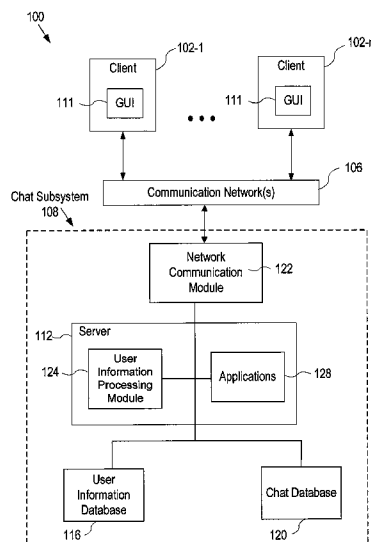 100
102-1
Client
111
GUI
102-n
Client
111
GUI
106
Communication Network(s)
Chat Subsystem
108
Network
Communication
Module
122
112
Server
124
User
Information
Processing
Module
Applications
128
User
Information
Database
116
Chat Database
120